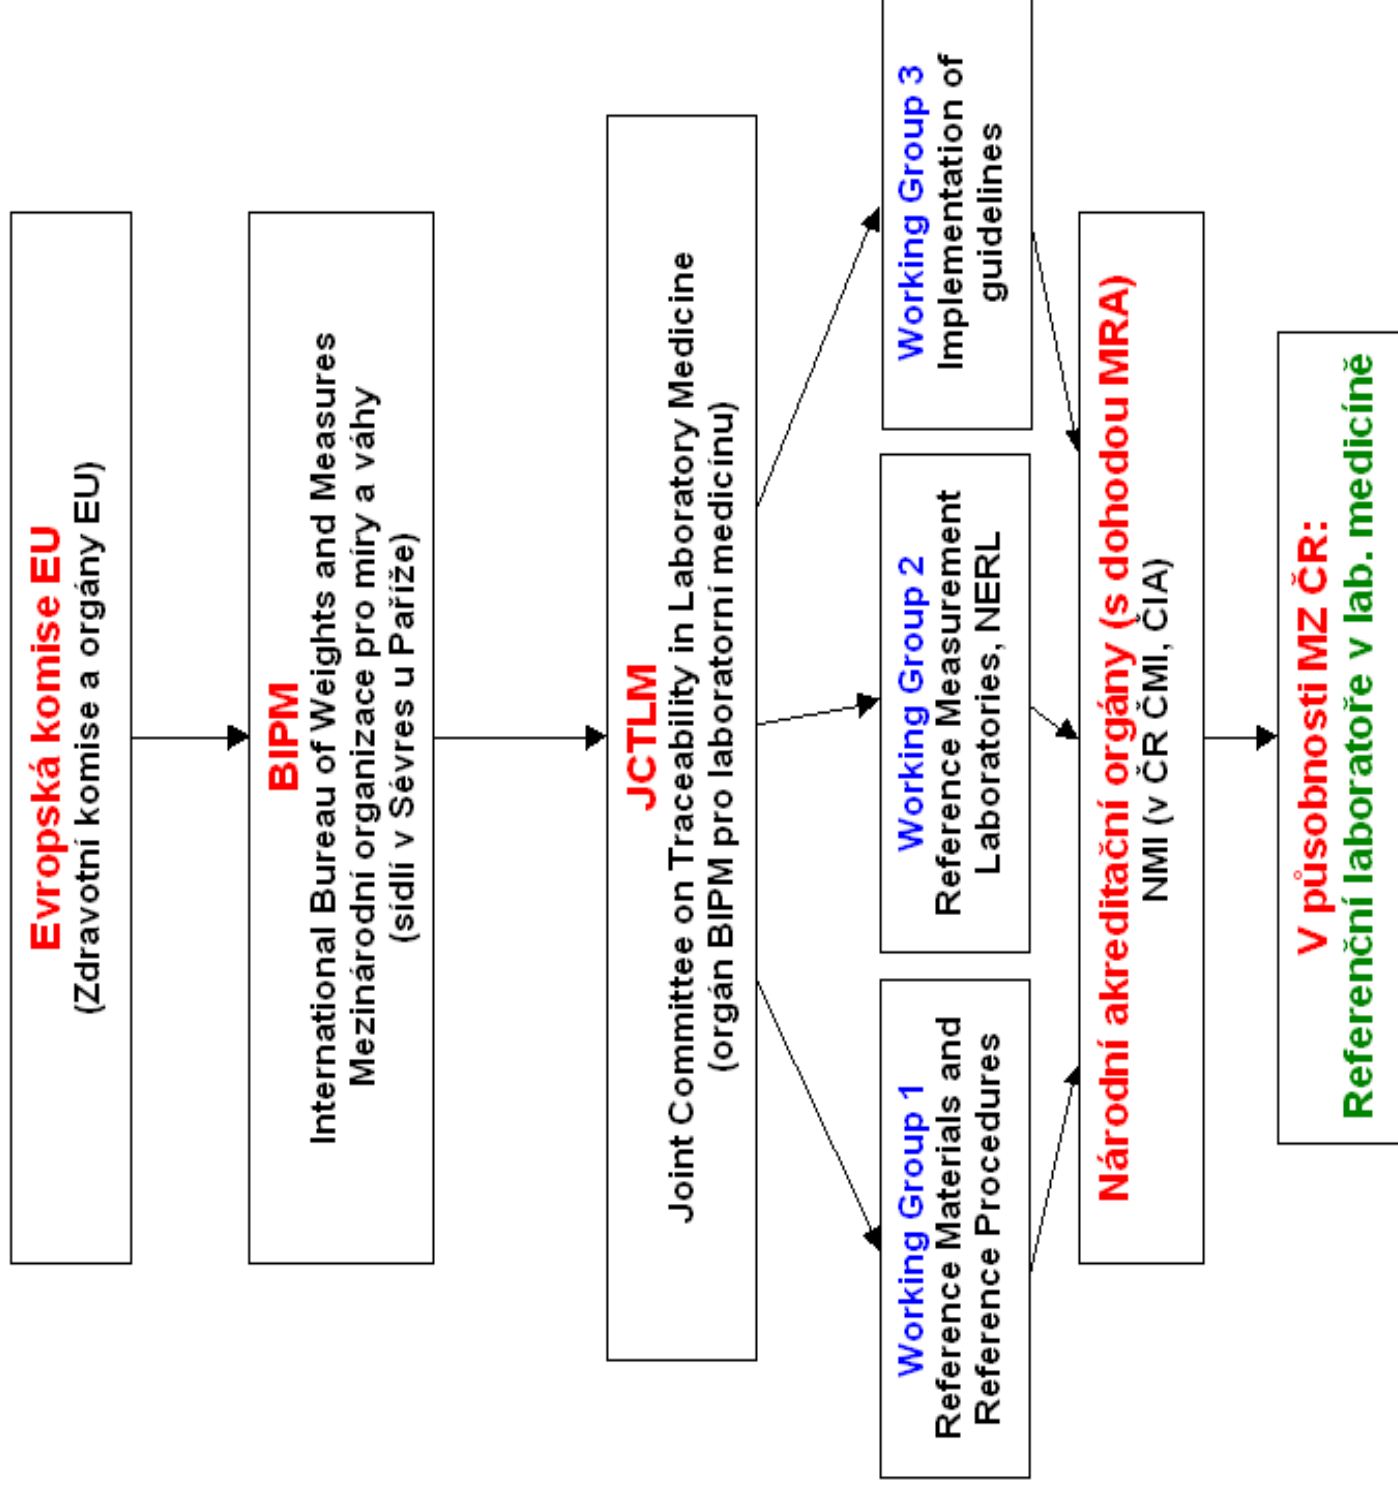 Evropská komise EU
(Zdravotní komise a orgány EU)
BIPM
International Bureau of Weights and Measures
Mezinárodní organizace pro míry a váhy
(sídlí v Sévres u Paříže)
JCTLM
Joint Committee on Traceability in Laboratory Medicine
(orgán BIPM pro laboratorní medicínu)
Working Group 1
Reference Materials and
Reference Procedures
Working Group 2
Reference Measurement
Laboratories, NERL
Working Group 3
Implementation of
guidelines
Národní akreditační orgány (s dohodou MRA)
NMI (v ČR ČMI, ČIA)
V působnosti MZ ČR:
Referenční laboratoře v lab. medicíně